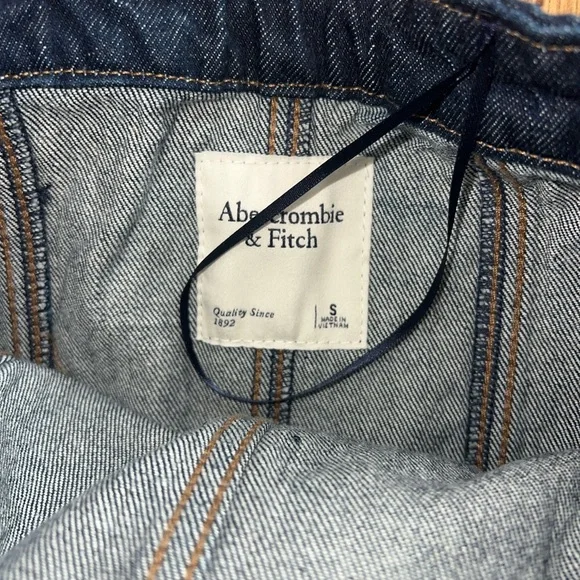 Abercrombie
& Fitch
Quality Since
1892
S
MADE IN
VIETNAM